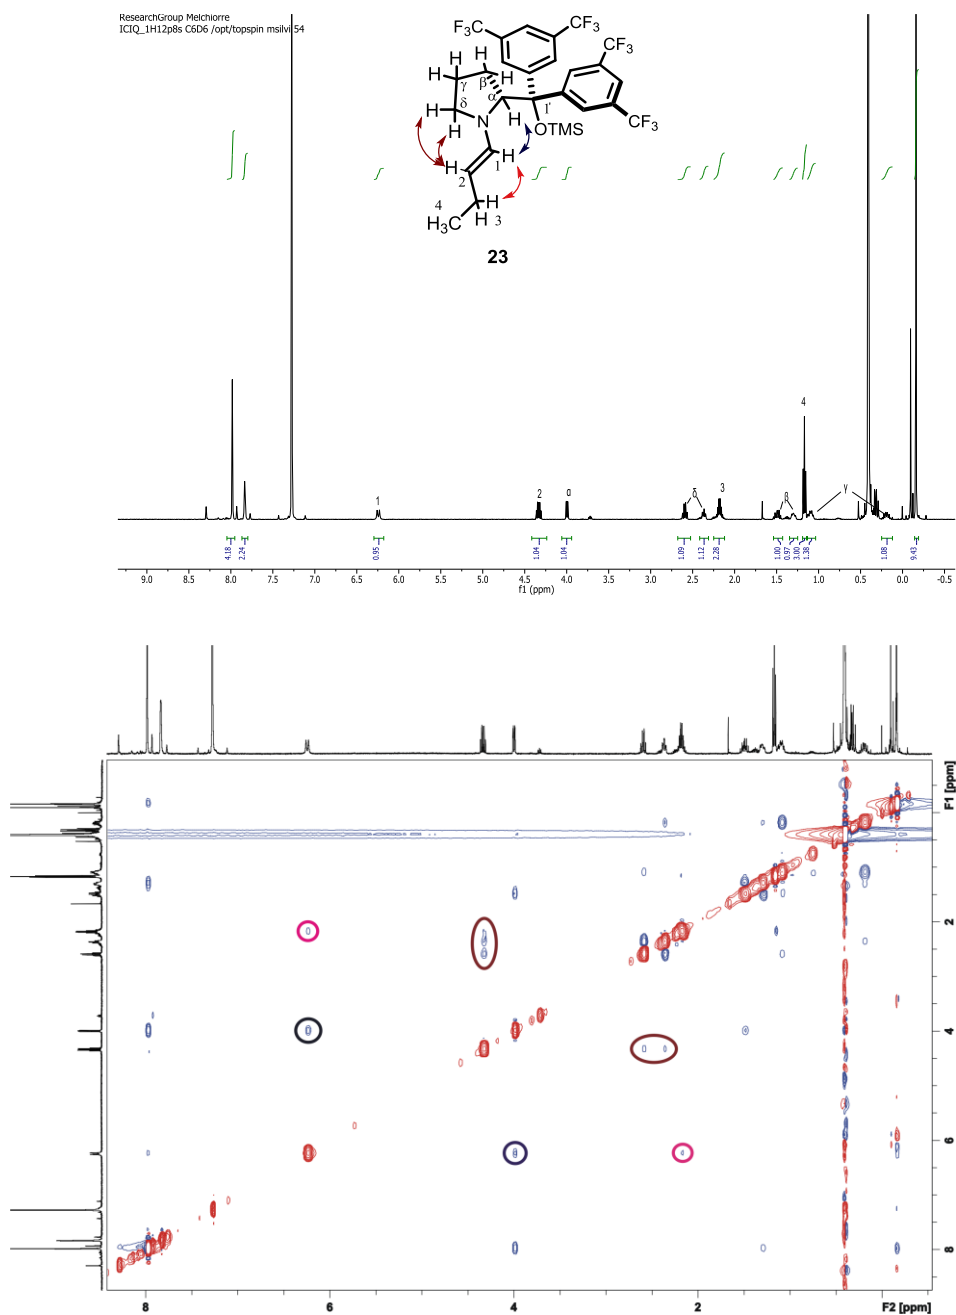 ResearchGroup Melchiorre
ICIQ_1H12p8s C6D6 /opt/topspin msilvi 54
F₃C CF₃
CF₃
H
H H
γ β H
H α
δ
H N H 1'
OTMS
CF₃
H 1 H
2
4 H
H₃C H 3
23
1 2 α δ 3 β 4 γ
4.18 2.24 0.95 1.04 1.04 1.09 1.12 2.28 1.00 0.97 3.00 1.38 1.08 9.43
9.0 8.5 8.0 7.5 7.0 6.5 6.0 5.5 5.0 4.5 4.0 3.5 3.0 2.5 2.0 1.5 1.0 0.5 0.0 -0.5
f1 (ppm)
F1 [ppm]
2
4
6
8
8 6 4 2 F2 [ppm]